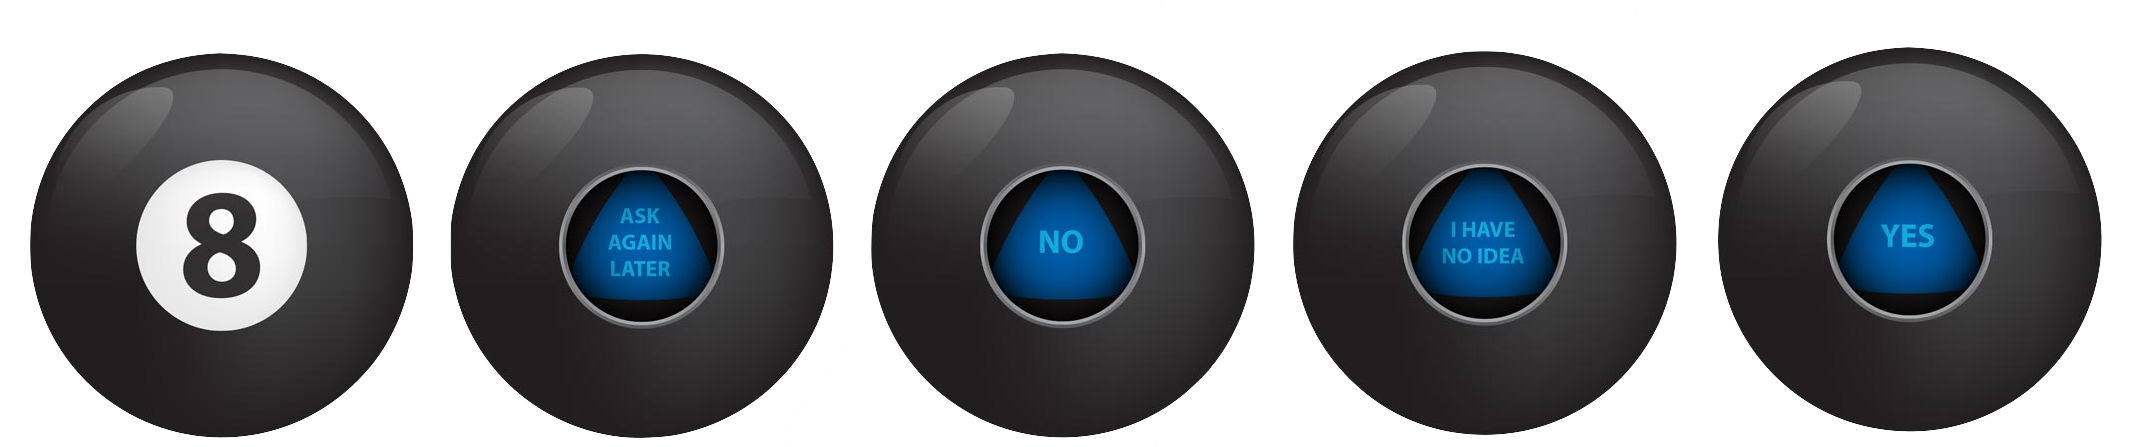 8
ASK
AGAIN
LATER
NO
I HAVE
NO IDEA
YES